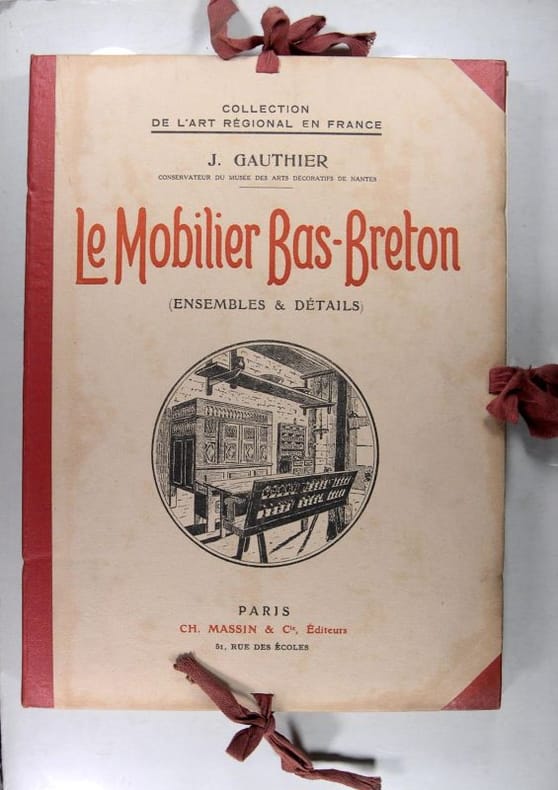 COLLECTION
DE L'ART RÉGIONAL EN FRANCE
J. GAUTHIER
CONSERVATEUR DU MUSÉE DES ARTS DÉCORATIFS DE NANTES
Le Mobilier Bas-Breton
(ENSEMBLES & DÉTAILS)
PARIS
CH. MASSIN & Cie, Éditeurs
51, RUE DES ÉCOLES